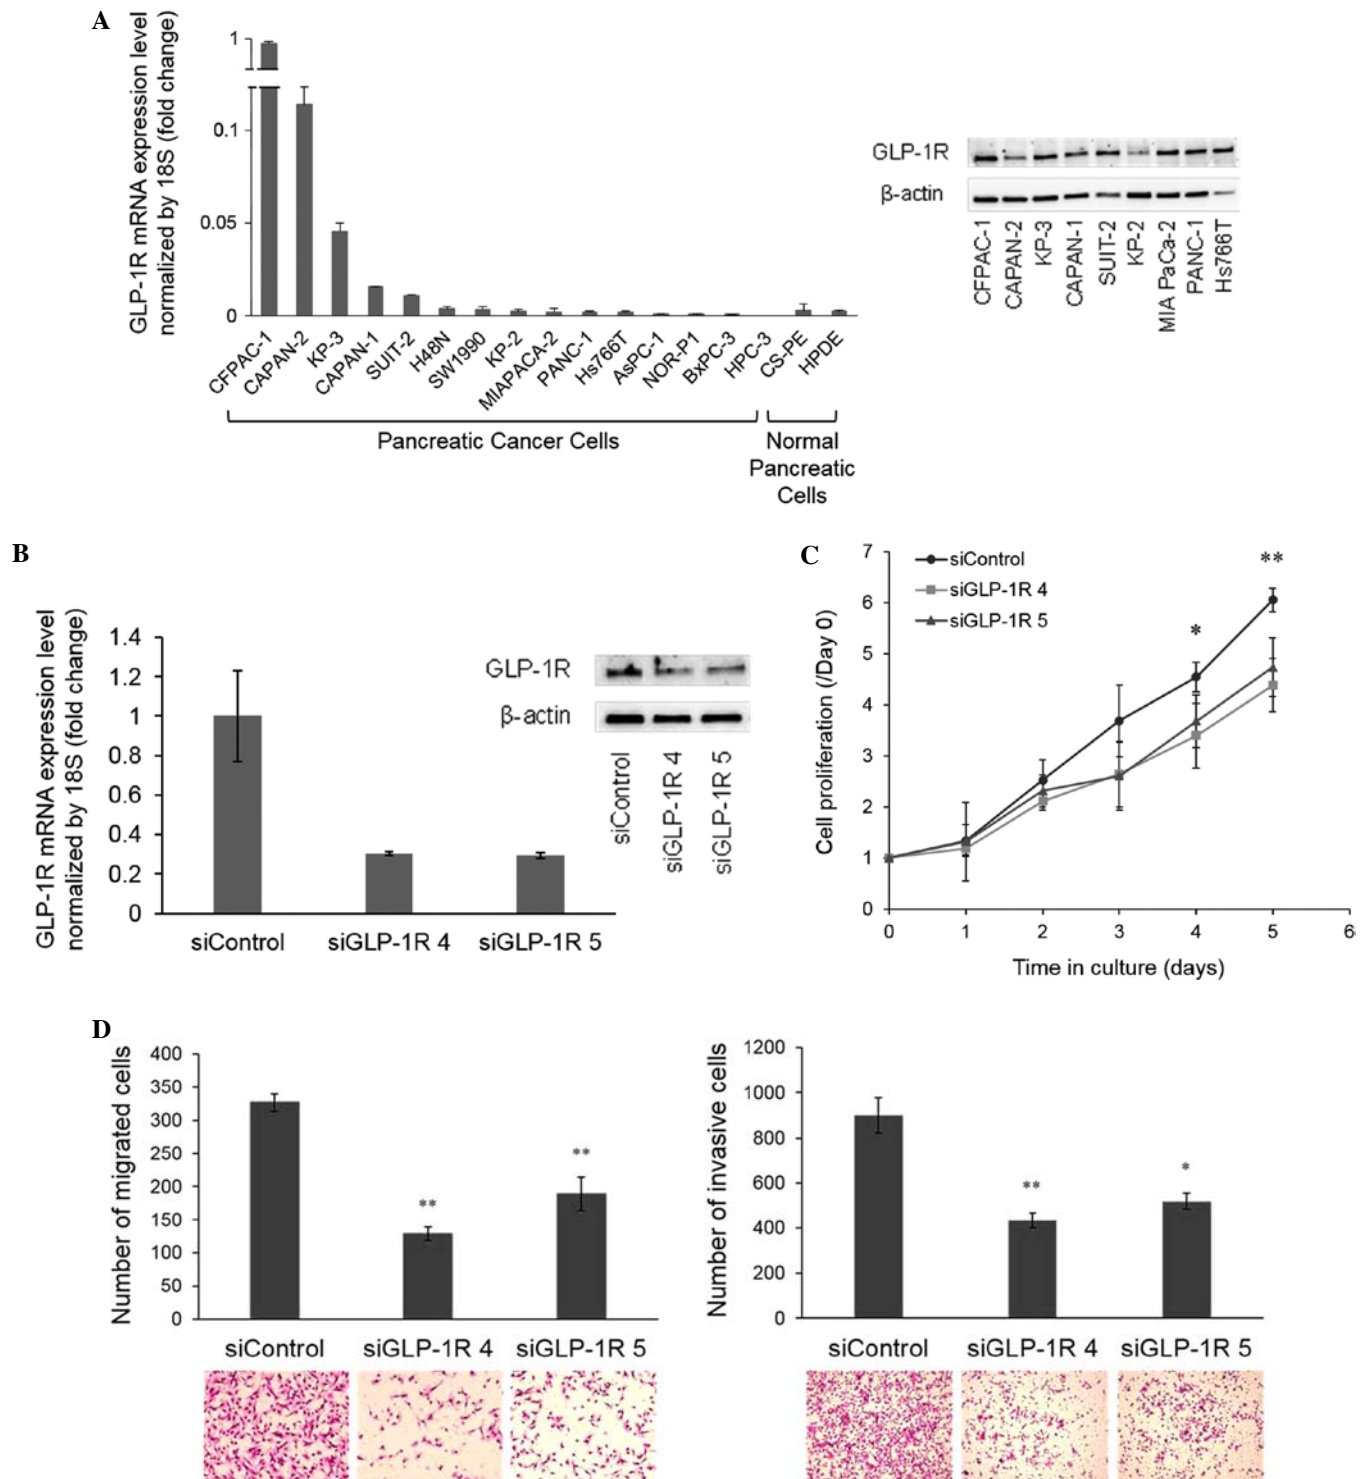 A
GLP-1R mRNA expression level
normalized by 18S (fold change)
1
0.1
0.05
0
CFPAC-1
CAPAN-2
KP-3
CAPAN-1
SUIT-2
H48N
SW1990
KP-2
MIAPACA-2
PANC-1
Hs766T
AsPC-1
NOR-P1
BxPC-3
HPC-3
CS-PE
HPDE
Pancreatic Cancer Cells
Normal
Pancreatic
Cells
GLP-1R
β-actin
CFPAC-1
CAPAN-2
KP-3
CAPAN-1
SUIT-2
KP-2
MIA PaCa-2
PANC-1
Hs766T
B
GLP-1R mRNA expression level
normalized by 18S (fold change)
1.4
1.2
1
0.8
0.6
0.4
0.2
0
siControl
siGLP-1R 4
siGLP-1R 5
GLP-1R
β-actin
siControl
siGLP-1R 4
siGLP-1R 5
C
Cell proliferation (/Day 0)
7
6
5
4
3
2
1
0
siControl
siGLP-1R 4
siGLP-1R 5
*
**
0 1 2 3 4 5 6
Time in culture (days)
D
Number of migrated cells
400
350
300
250
200
150
100
50
0
**
**
siControl
siGLP-1R 4
siGLP-1R 5
Number of invasive cells
1200
1000
800
600
400
200
0
**
*
siControl
siGLP-1R 4
siGLP-1R 5